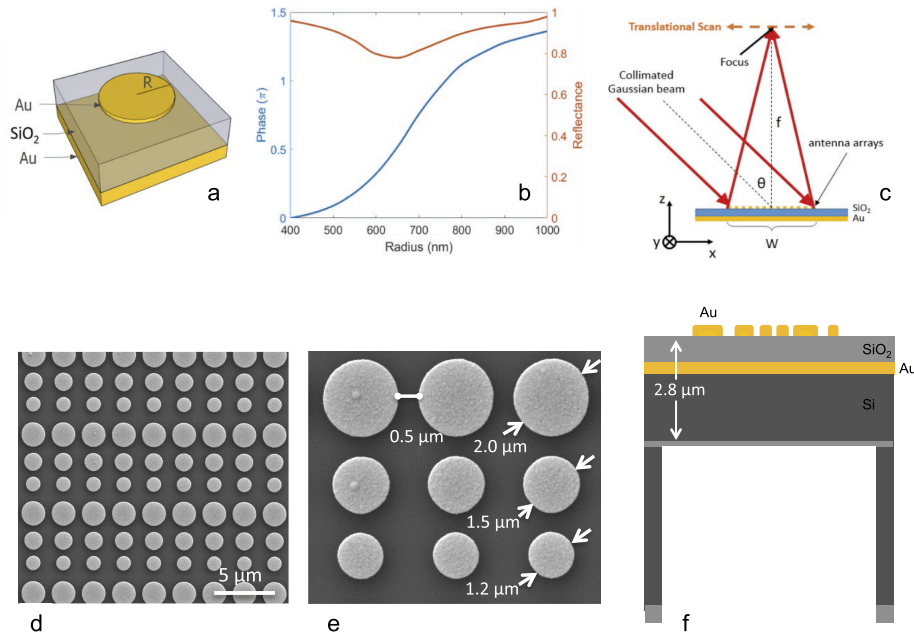 Au
SiO2
Au
R
a
1.5
1
0.5
0
Phase (π)
1
0.8
0.6
0.4
0.2
0
Reflectance
400 500 600 700 800 900 1000
Radius (nm)
b
Translational Scan
Focus
Collimated
Gaussian beam
f
antenna arrays
θ
c
z
SiO2
Au
y
x
W
5 μm
d
0.5 μm
2.0 μm
1.5 μm
1.2 μm
e
Au
SiO2
Au
2.8 μm
Si
f